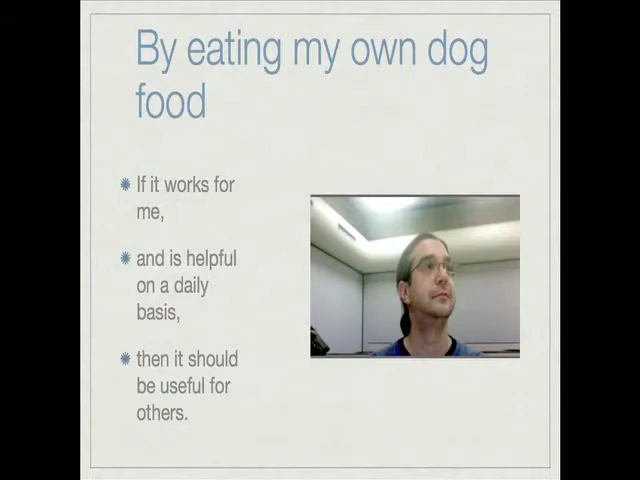 By eating my own dog
food
If it works for
me,
and is helpful
on a daily
basis,
then it should
be useful for
others.